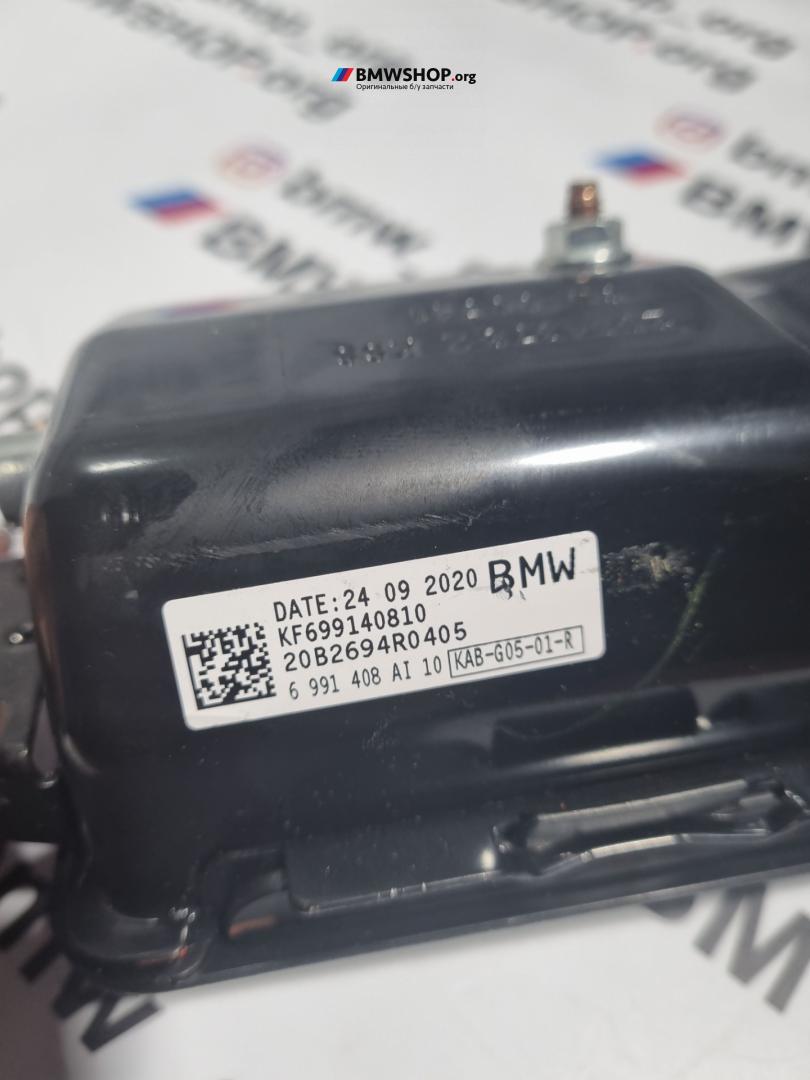 BMWSHOP.org
Оригинальные б/у запчасти
bmw
DATE:24 09 2020 BMW
KF699140810
20B2694R0405
6 991 408 AI 10 KAB-G05-01-R